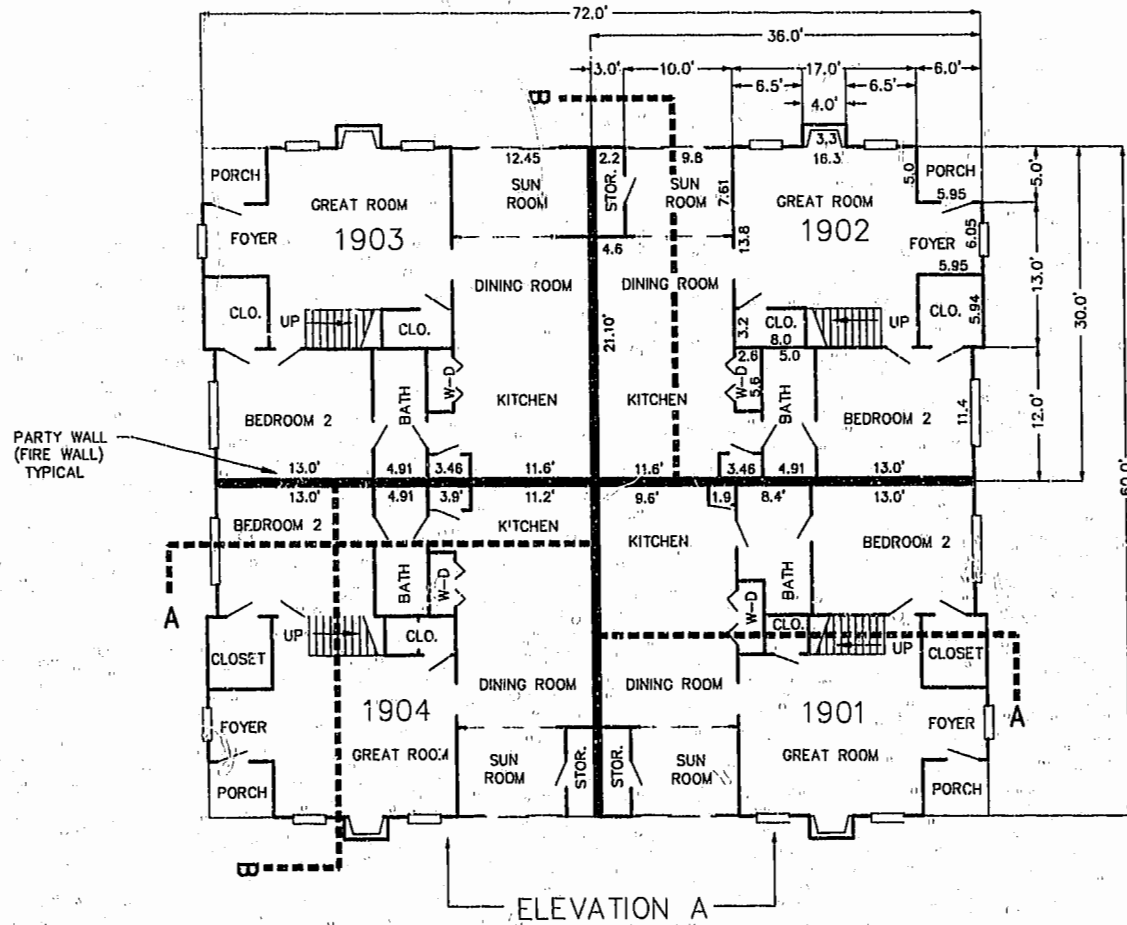 72.0'
36.0'
3.0' 10.0' 17.0' 6.0'
6.5' 6.5'
4.0'
B
3,3
12.45 2.2 9.8 16.3'
PORCH SUN ROOM STOR. SUN ROOM 7.61 5.0 PORCH 5.0'
GREAT ROOM GREAT ROOM 5.95
1903 1902
FOYER 4.6 13.8 FOYER 6.05
DINING ROOM DINING ROOM 5.95 13.0' 30.0'
CLO. UP CLO. 21.10' 3.2 CLO. 8.0 UP CLO. 5.94
2.6 5.0
W-D W-D 5.6
BEDROOM 2 BATH KITCHEN KITCHEN BATH BEDROOM 2 11.4 12.0'
PARTY WALL
(FIRE WALL)
TYPICAL
13.0' 4.91 3.46 11.6' 11.6' 3.46 4.91 13.0'
60.0'
13.0' 4.91 3.9' 11.2' 9.6' 1.9 8.4' 13.0'
BEDROOM 2 KITCHEN KITCHEN BEDROOM 2
BATH W-D W-D
A
UP CLO. CLO. UP
CLOSET CLOSET
DINING ROOM DINING ROOM
1904 1901
A
FOYER FOYER
GREAT ROOM SUN ROOM STOR. STOR. SUN ROOM GREAT ROOM
PORCH PORCH
B
ELEVATION A